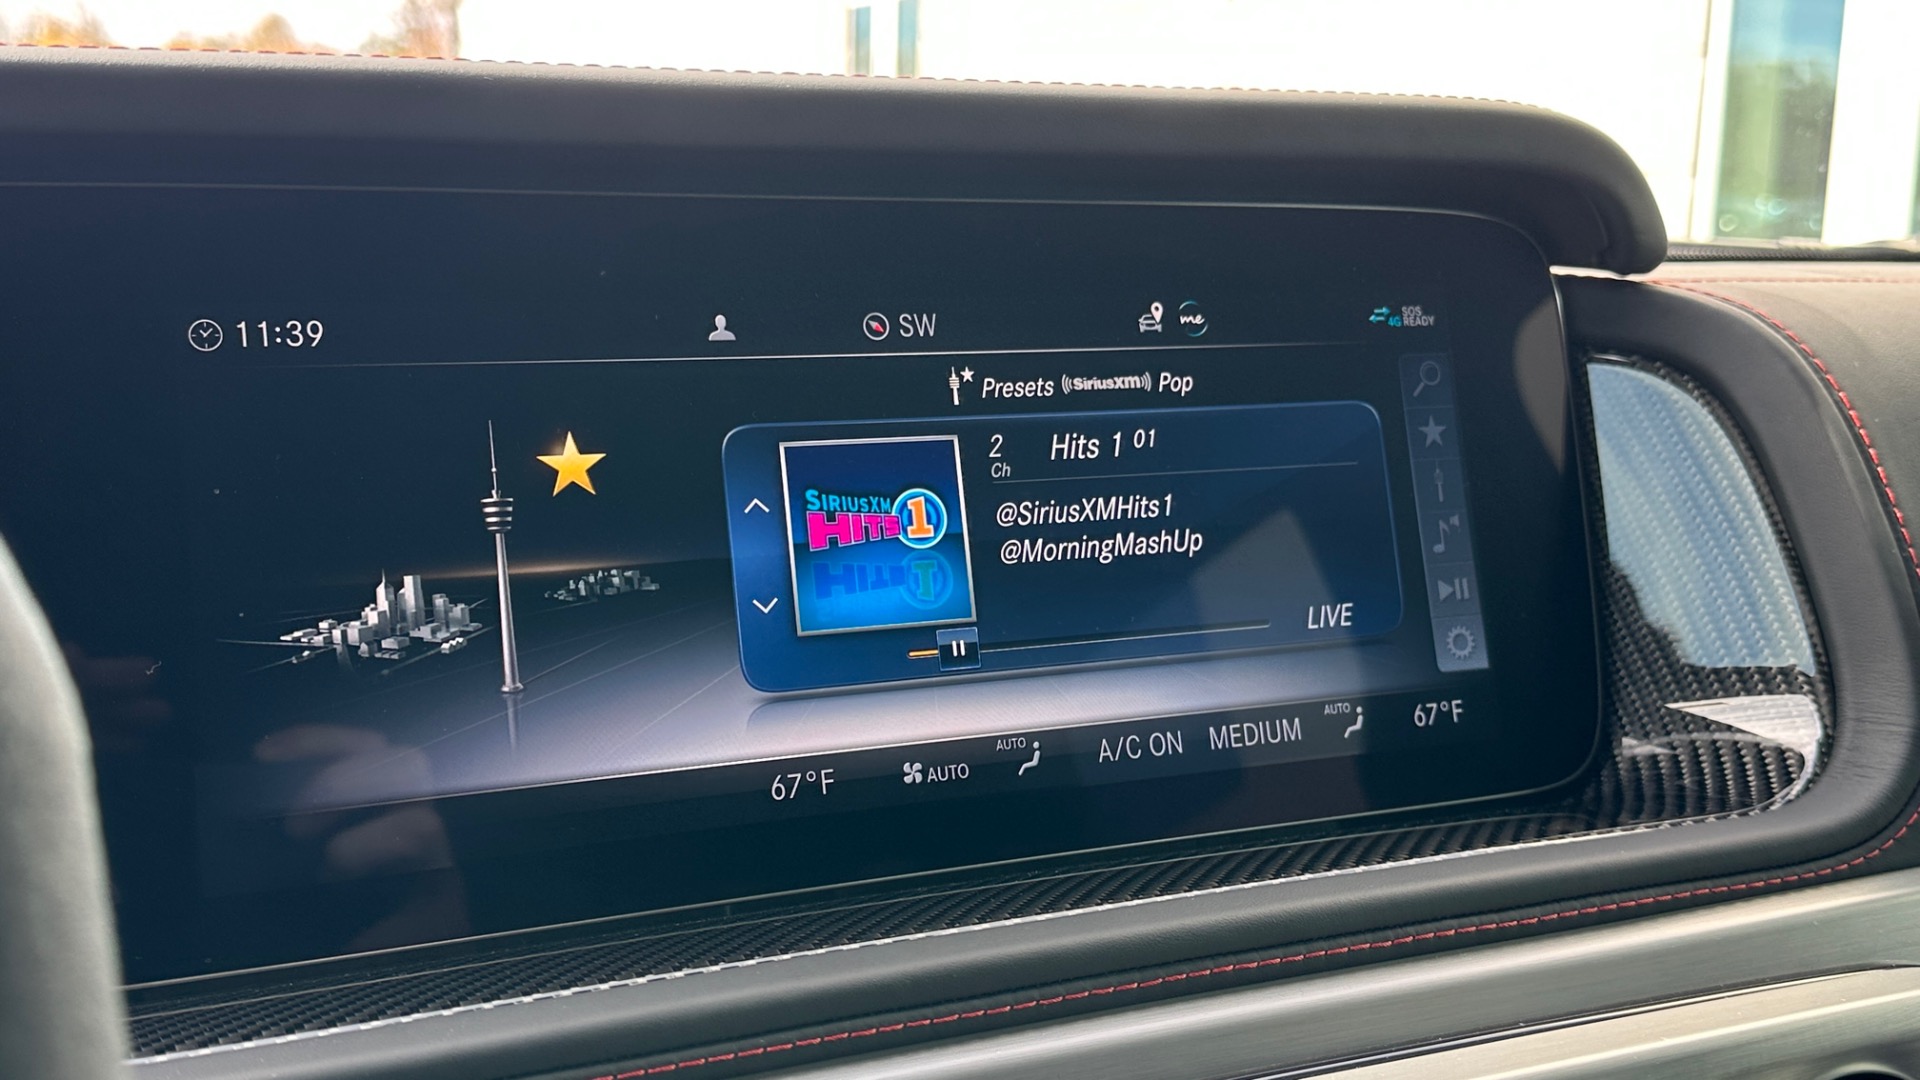 11:39
SW
me
4G
SOS
READY
Presets ((SiriusXM)) Pop
2
Ch
Hits 1 01
SIRIUSXM
HITS 1
@SiriusXMHits1
@MorningMashUp
LIVE
67°F
AUTO
AUTO
A/C ON
MEDIUM
AUTO
67°F